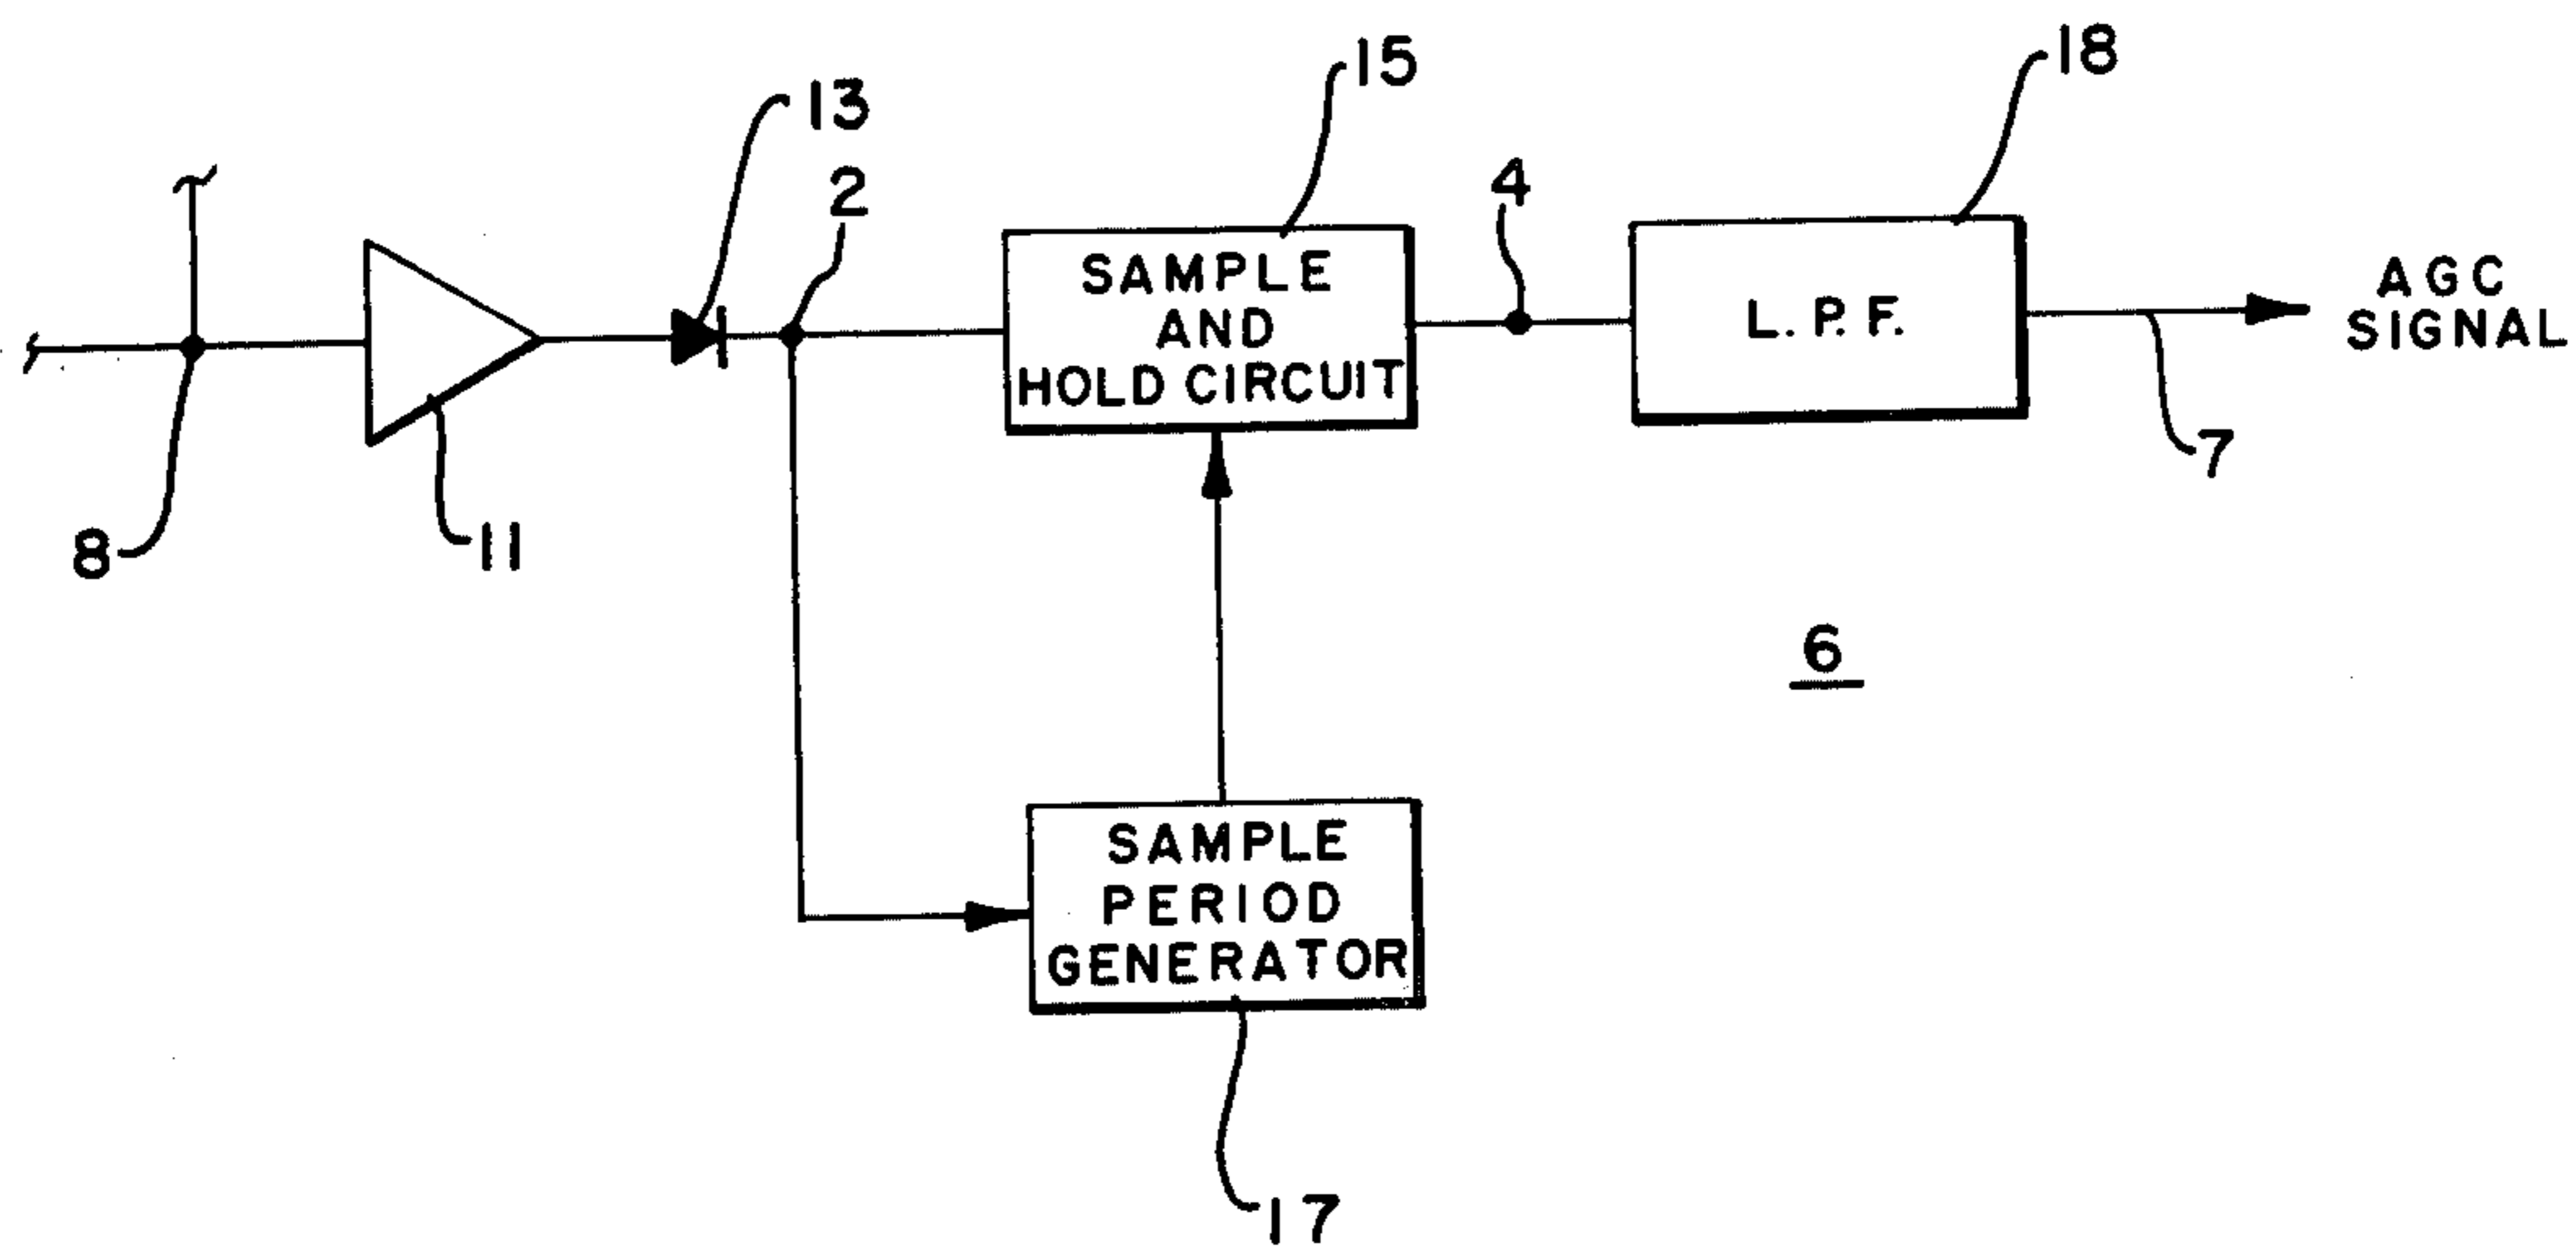 15
18
13
2
4
SAMPLE
AND
HOLD CIRCUIT
L. P. F.
AGC
SIGNAL
7
8
11
6
SAMPLE
PERIOD
GENERATOR
17